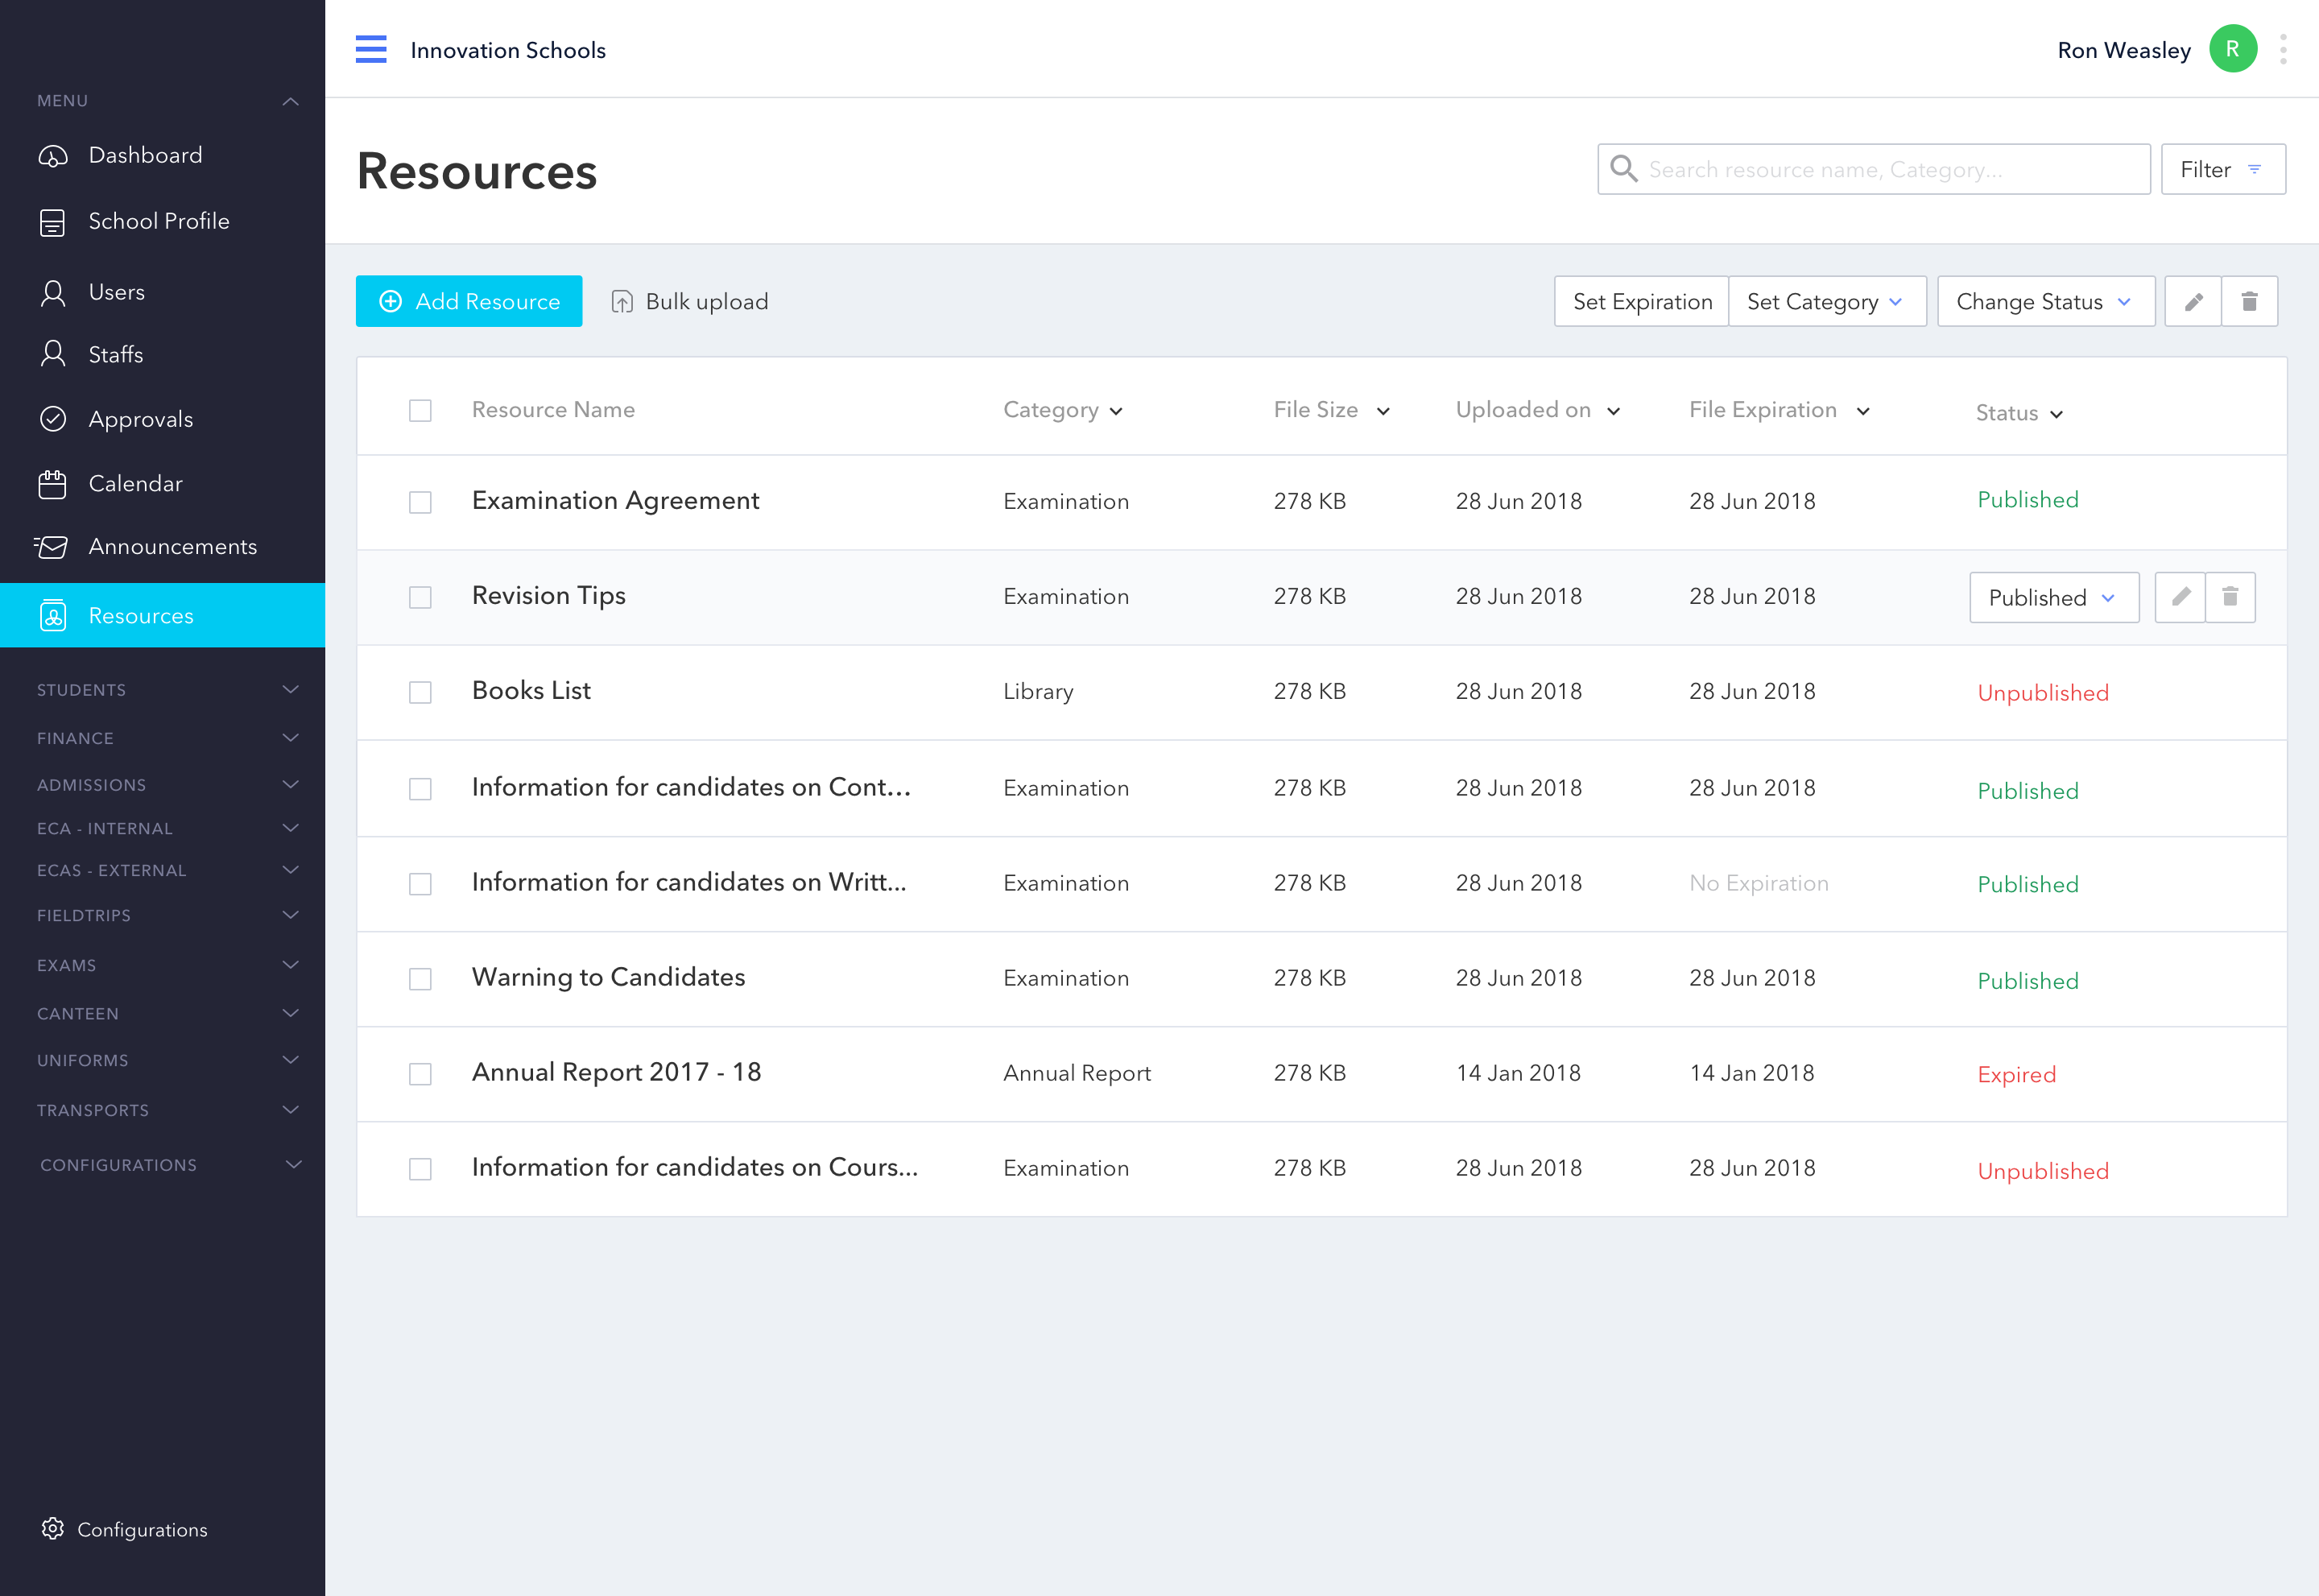 Innovation Schools
Ron Weasley
R
MENU
Dashboard
School Profile
Users
Staffs
Approvals
Calendar
Announcements
Resources
STUDENTS
FINANCE
ADMISSIONS
ECA - INTERNAL
ECAS - EXTERNAL
FIELDTRIPS
EXAMS
CANTEEN
UNIFORMS
TRANSPORTS
CONFIGURATIONS
Configurations
Resources
Search resource name, Category...
Filter
Add Resource
Bulk upload
Set Expiration
Set Category
Change Status
Resource Name Category File Size Uploaded on File Expiration Status
Examination Agreement Examination 278 KB 28 Jun 2018 28 Jun 2018 Published
Revision Tips Examination 278 KB 28 Jun 2018 28 Jun 2018 Published
Books List Library 278 KB 28 Jun 2018 28 Jun 2018 Unpublished
Information for candidates on Cont... Examination 278 KB 28 Jun 2018 28 Jun 2018 Published
Information for candidates on Writt... Examination 278 KB 28 Jun 2018 No Expiration Published
Warning to Candidates Examination 278 KB 28 Jun 2018 28 Jun 2018 Published
Annual Report 2017 - 18 Annual Report 278 KB 14 Jan 2018 14 Jan 2018 Expired
Information for candidates on Cours... Examination 278 KB 28 Jun 2018 28 Jun 2018 Unpublished